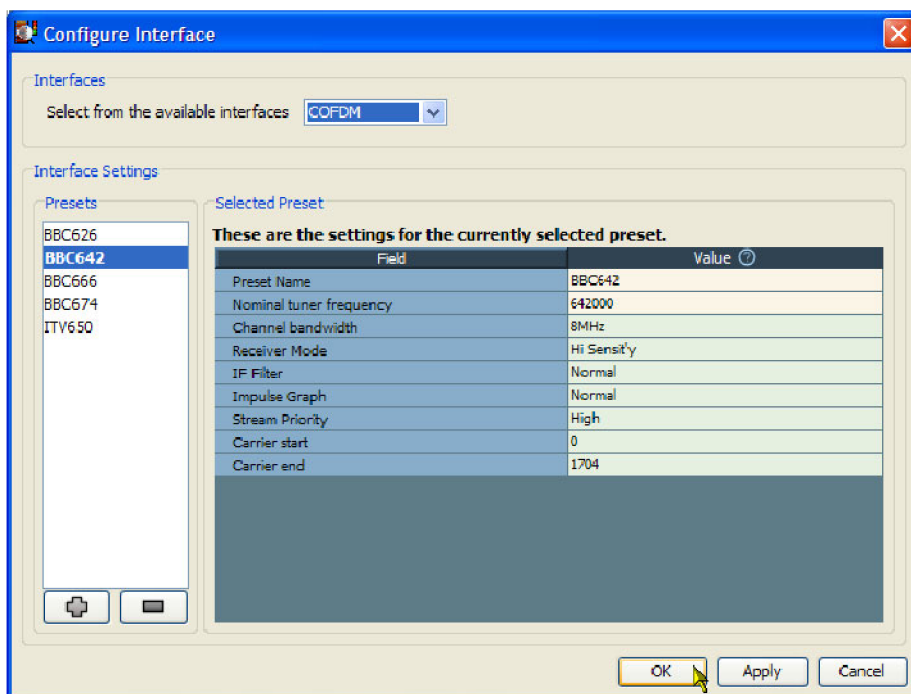 Configure Interface
Interfaces
Select from the available interfaces COFDM
Interface Settings
Presets
BBC626
BBC642
BBC666
BBC674
ITV650
Selected Preset
These are the settings for the currently selected preset.
Field Value ?
Preset Name BBC642
Nominal tuner frequency 642000
Channel bandwidth 8MHz
Receiver Mode Hi Sensit'y
IF Filter Normal
Impulse Graph Normal
Stream Priority High
Carrier start 0
Carrier end 1704
OK Apply Cancel